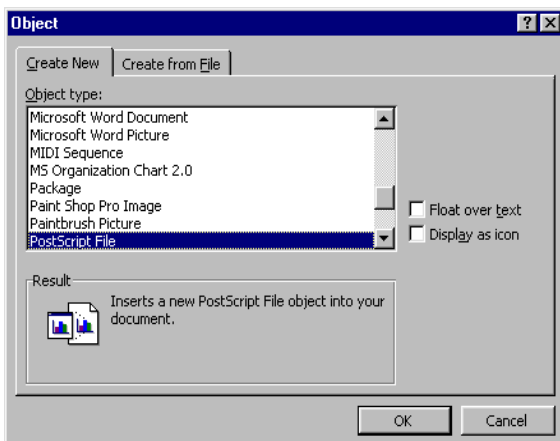 Object
Create New
Create from File
Object type:
Microsoft Word Document
Microsoft Word Picture
MIDI Sequence
MS Organization Chart 2.0
Package
Paint Shop Pro Image
Paintbrush Picture
PostScript File
Float over text
Display as icon
Result
Inserts a new PostScript File object into your
document.
OK
Cancel